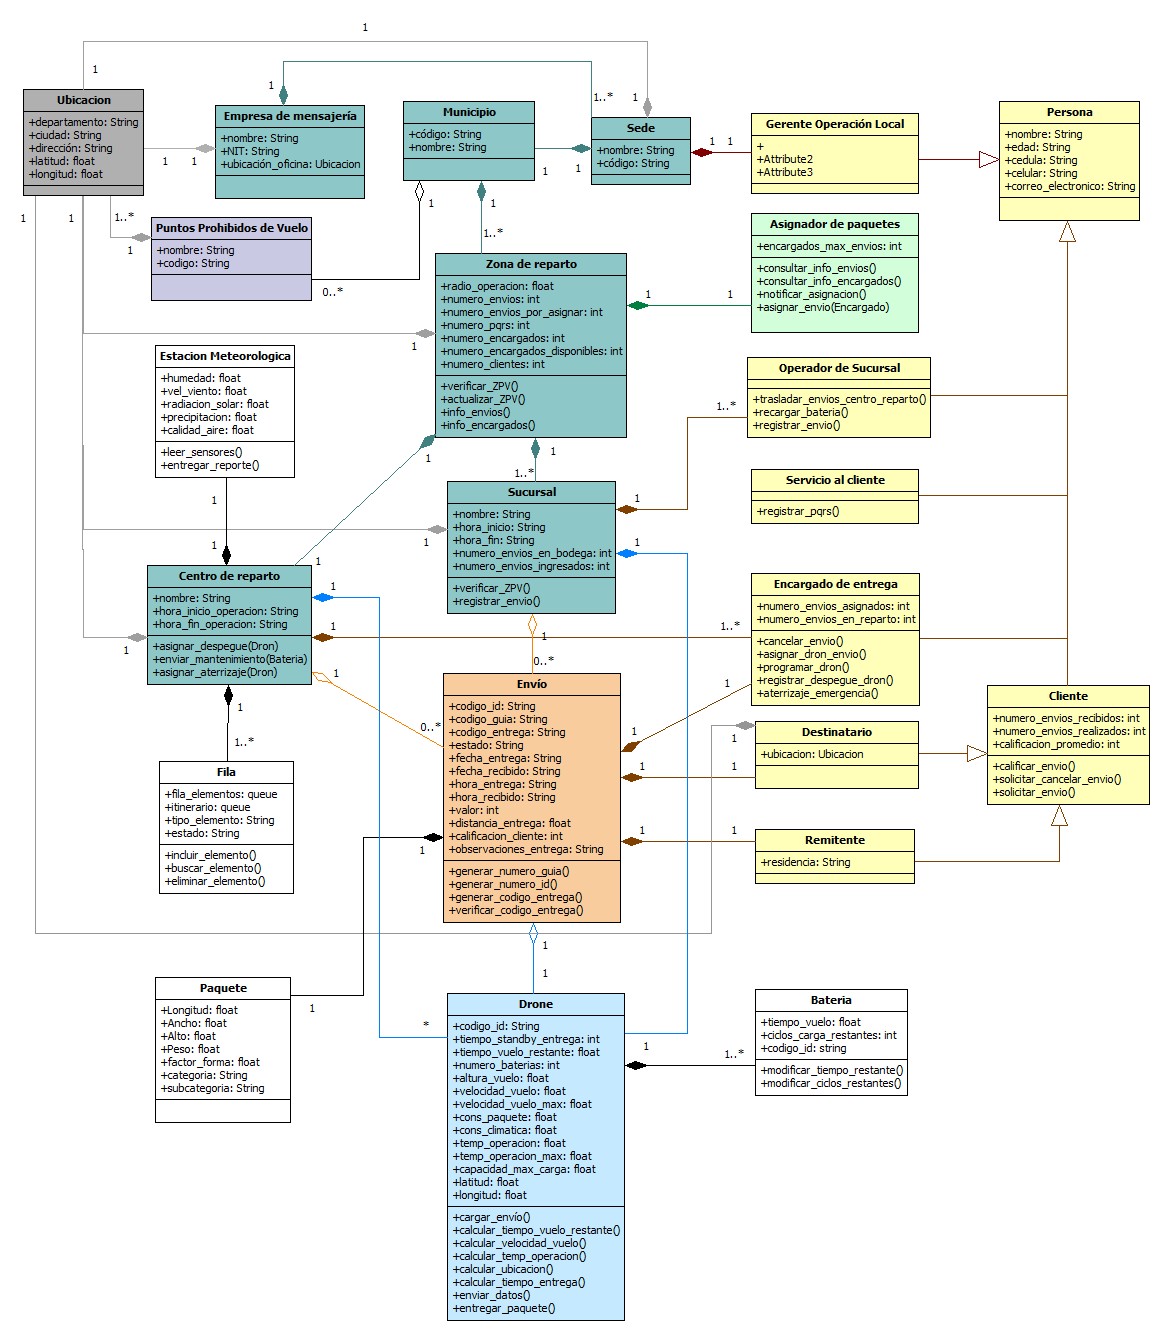 1
1
1
1
1..*
Ubicacion
+departamento: String
+ciudad: String
+dirección: String
+latitud: float
+longitud: float
1
1
Empresa de mensajería
+nombre: String
+NIT: String
+ubicación_oficina: Ubicacion
Municipio
+código: String
+nombre: String
1
1
Sede
+nombre: String
+código: String
1
1
Gerente Operación Local
+
+Attribute2
+Attribute3
Persona
+nombre: String
+edad: String
+cedula: String
+celular: String
+correo_electronico: String
1
1
1..*
1
Puntos Prohibidos de Vuelo
+nombre: String
+codigo: String
1
0..*
1
1..*
Zona de reparto
+radio_operacion: float
+numero_envios: int
+numero_envios_por_asignar: int
+numero_pqrs: int
+numero_encargados: int
+numero_encargados_disponibles: int
+numero_clientes: int
+verificar_ZPV()
+actualizar_ZPV()
+info_envios()
+info_encargados()
1
1
1
Asignador de paquetes
+encargados_max_envios: int
+consultar_info_envios()
+consultar_info_encargados()
+notificar_asignacion()
+asignar_envio(Encargado)
Estacion Meteorologica
+humedad: float
+vel_viento: float
+radiacion_solar: float
+precipitacion: float
+calidad_aire: float
+leer_sensores()
+entregar_reporte()
1
1
1..*
Operador de Sucursal
+trasladar_envios_centro_reparto()
+recargar_bateria()
+registrar_envio()
1
1
1..*
Sucursal
+nombre: String
+hora_inicio: String
+hora_fin: String
+numero_envios_en_bodega: int
+numero_envios_ingresados: int
+verificar_ZPV()
+registrar_envio()
1
1
1
Servicio al cliente
+registrar_pqrs()
1
1
Centro de reparto
+nombre: String
+hora_inicio_operacion: String
+hora_fin_operacion: String
+asignar_despegue(Dron)
+enviar_mantenimiento(Bateria)
+asignar_aterrizaje(Dron)
1
1
1
1
1..*
Encargado de entrega
+numero_envios_asignados: int
+numero_envios_en_reparto: int
+cancelar_envio()
+asignar_dron_envio()
+programar_dron()
+registrar_despegue_dron()
+aterrizaje_emergencia()
1
0..*
1
0..*
Envío
+codigo_id: String
+codigo_guia: String
+codigo_entrega: String
+estado: String
+fecha_entrega: String
+fecha_recibido: String
+hora_entrega: String
+hora_recibido: String
+valor: int
+distancia_entrega: float
+calificacion_cliente: int
+observaciones_entrega: String
+generar_numero_guia()
+generar_numero_id()
+generar_codigo_entrega()
+verificar_codigo_entrega()
1
1
1
1
1
1
1
Cliente
+numero_envios_recibidos: int
+numero_envios_realizados: int
+calificacion_promedio: int
+calificar_envio()
+solicitar_cancelar_envio()
+solicitar_envio()
Destinatario
+ubicacion: Ubicacion
Remitente
+residencia: String
1
1..*
Fila
+fila_elementos: queue
+itinerario: queue
+tipo_elemento: String
+estado: String
+incluir_elemento()
+buscar_elemento()
+eliminar_elemento()
1
1
1
Paquete
+Longitud: float
+Ancho: float
+Alto: float
+Peso: float
+factor_forma: float
+categoria: String
+subcategoria: String
1
*
Drone
+codigo_id: String
+tiempo_standby_entrega: int
+tiempo_vuelo_restante: float
+numero_baterias: int
+altura_vuelo: float
+velocidad_vuelo: float
+velocidad_vuelo_max: float
+cons_paquete: float
+cons_climatica: float
+temp_operacion: float
+temp_operacion_max: float
+capacidad_max_carga: float
+latitud: float
+longitud: float
+cargar_envío()
+calcular_tiempo_vuelo_restante()
+calcular_velocidad_vuelo()
+calcular_temp_operacion()
+calcular_ubicacion()
+calcular_tiempo_entrega()
+enviar_datos()
+entregar_paquete()
1
1..*
Bateria
+tiempo_vuelo: float
+ciclos_carga_restantes: int
+codigo_id: string
+modificar_tiempo_restante()
+modificar_ciclos_restantes()